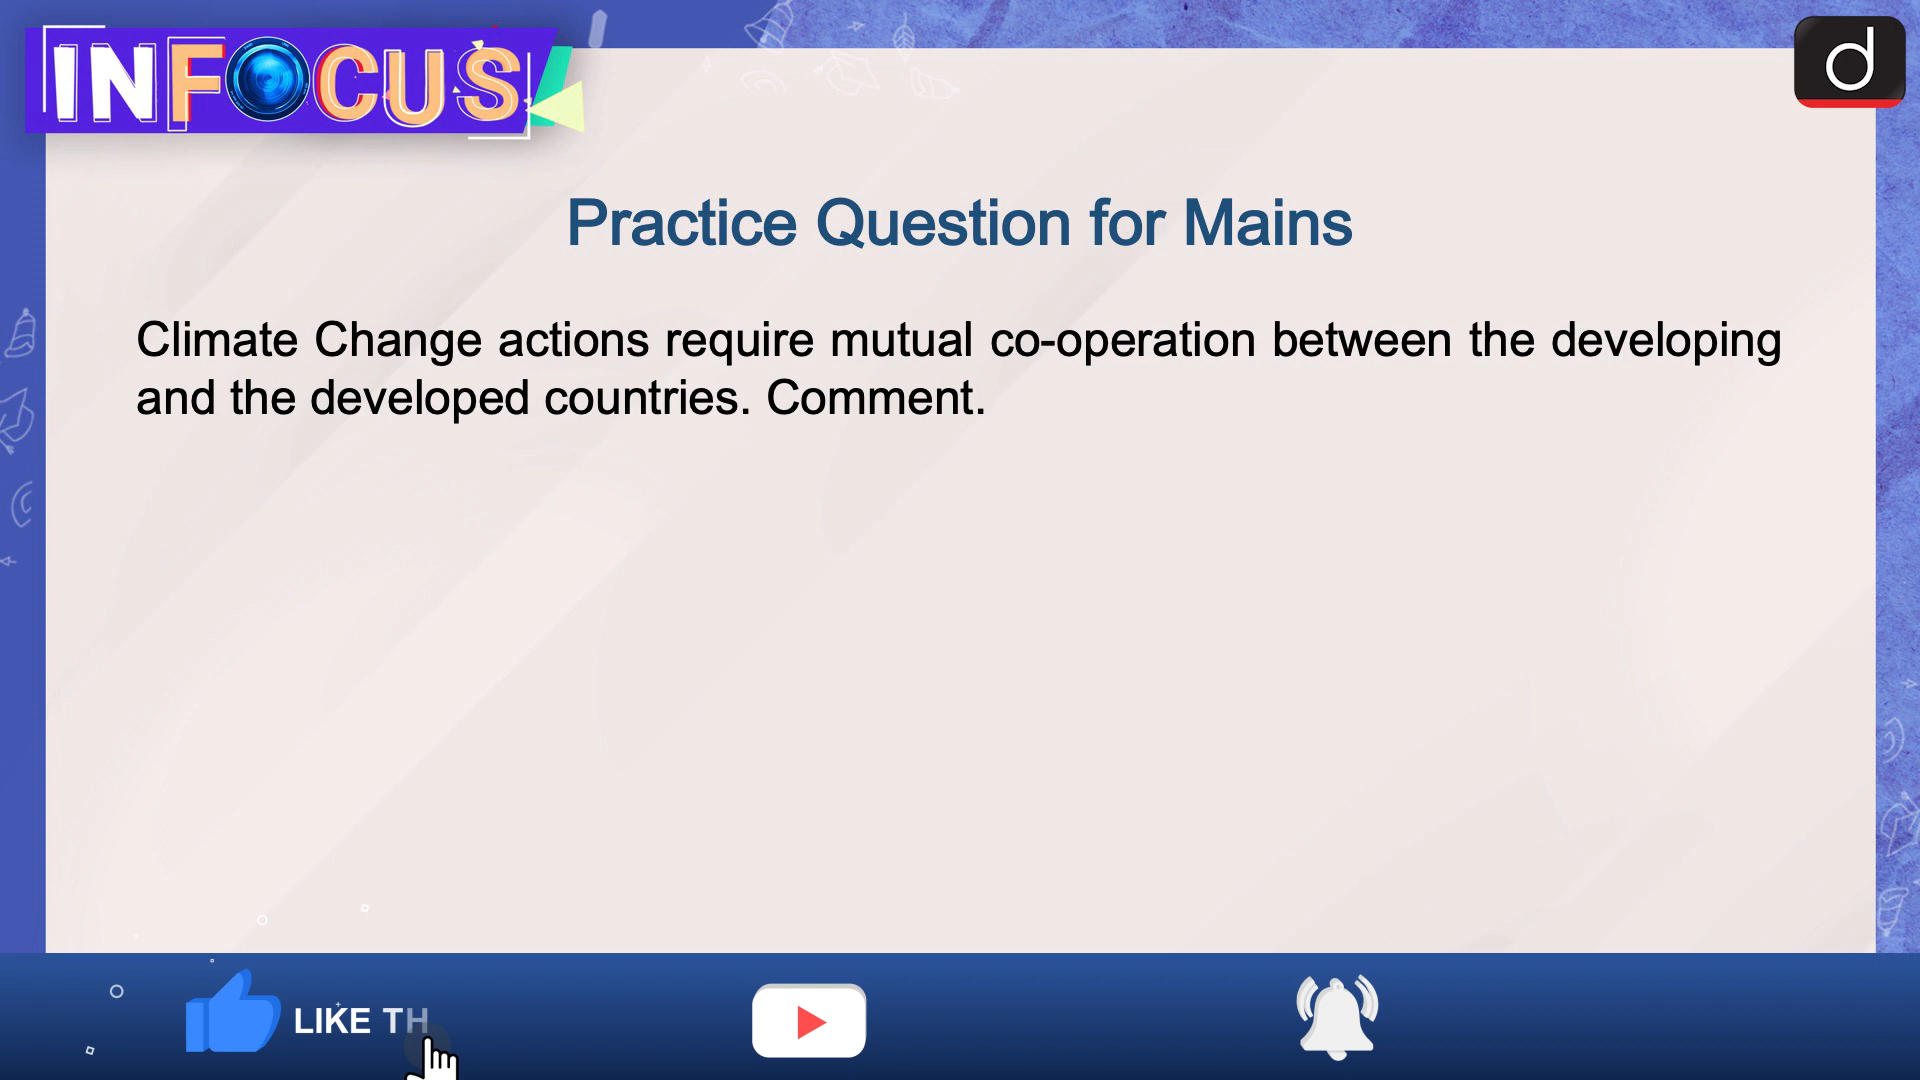 INFOCUS
d
Practice Question for Mains
Climate Change actions require mutual co-operation between the developing
and the developed countries. Comment.
LIKE TH